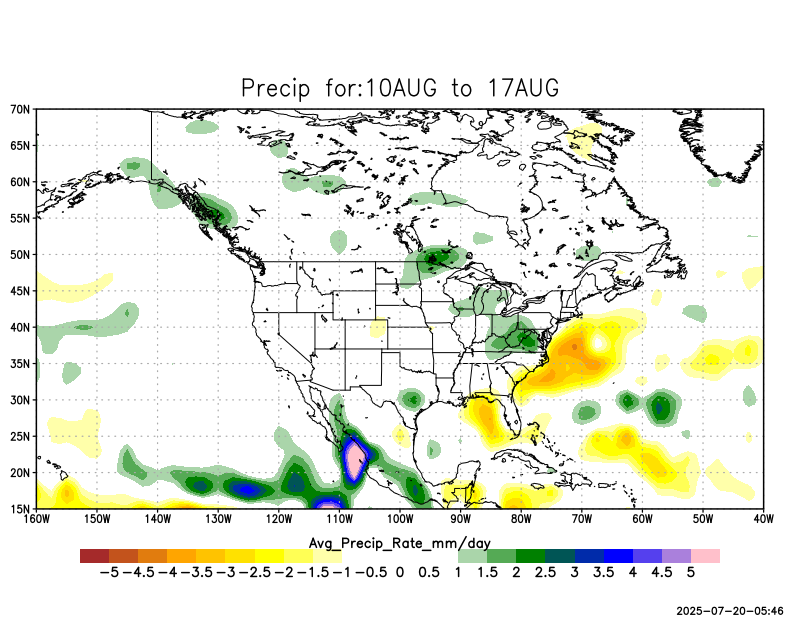 Precip for:10AUG to 17AUG
70N
65N
60N
55N
50N
45N
40N
35N
30N
25N
20N
15N
160W 150W 140W 130W 120W 110W 100W 90W 80W 70W 60W 50W 40W
Avg_Precip_Rate_mm/day
-5 -4.5 -4 -3.5 -3 -2.5 -2 -1.5 -1 -0.5 0 0.5 1 1.5 2 2.5 3 3.5 4 4.5 5
2025-07-20-05:46